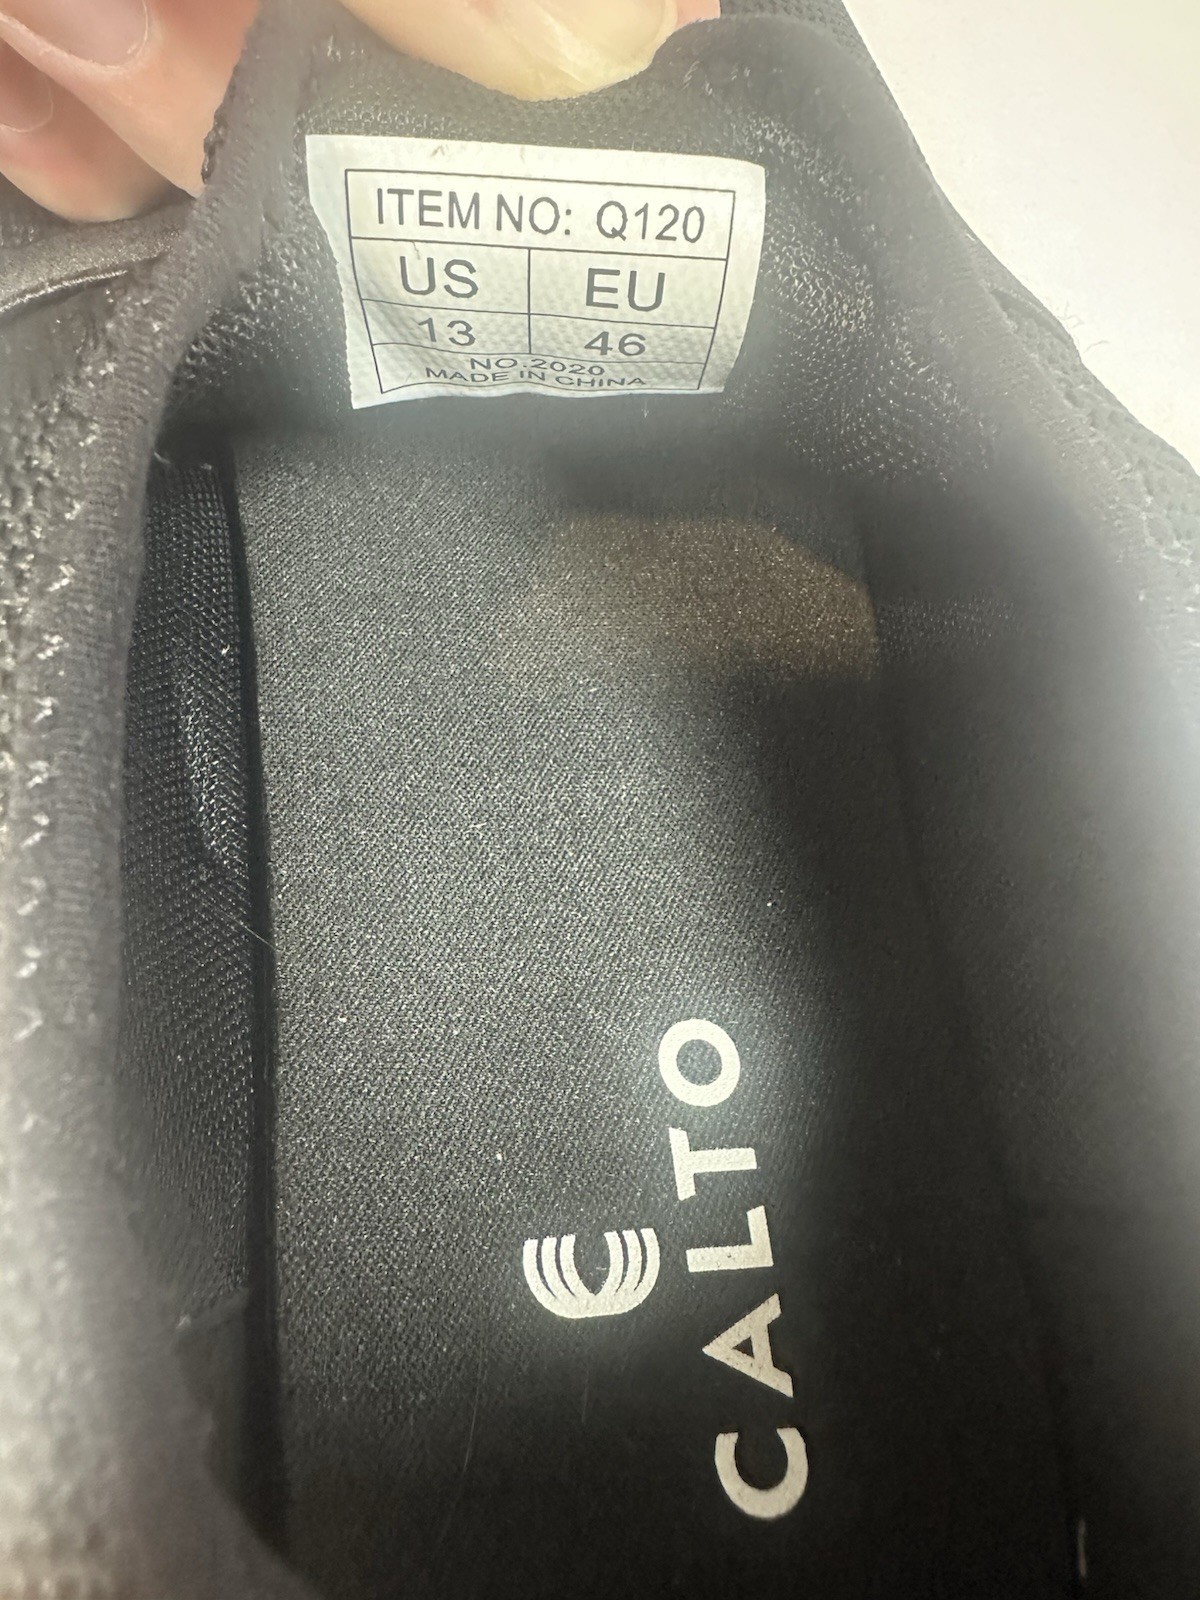 ITEM NO: Q120
US EU
13 46
NO.2020
MADE IN CHINA
CALTO